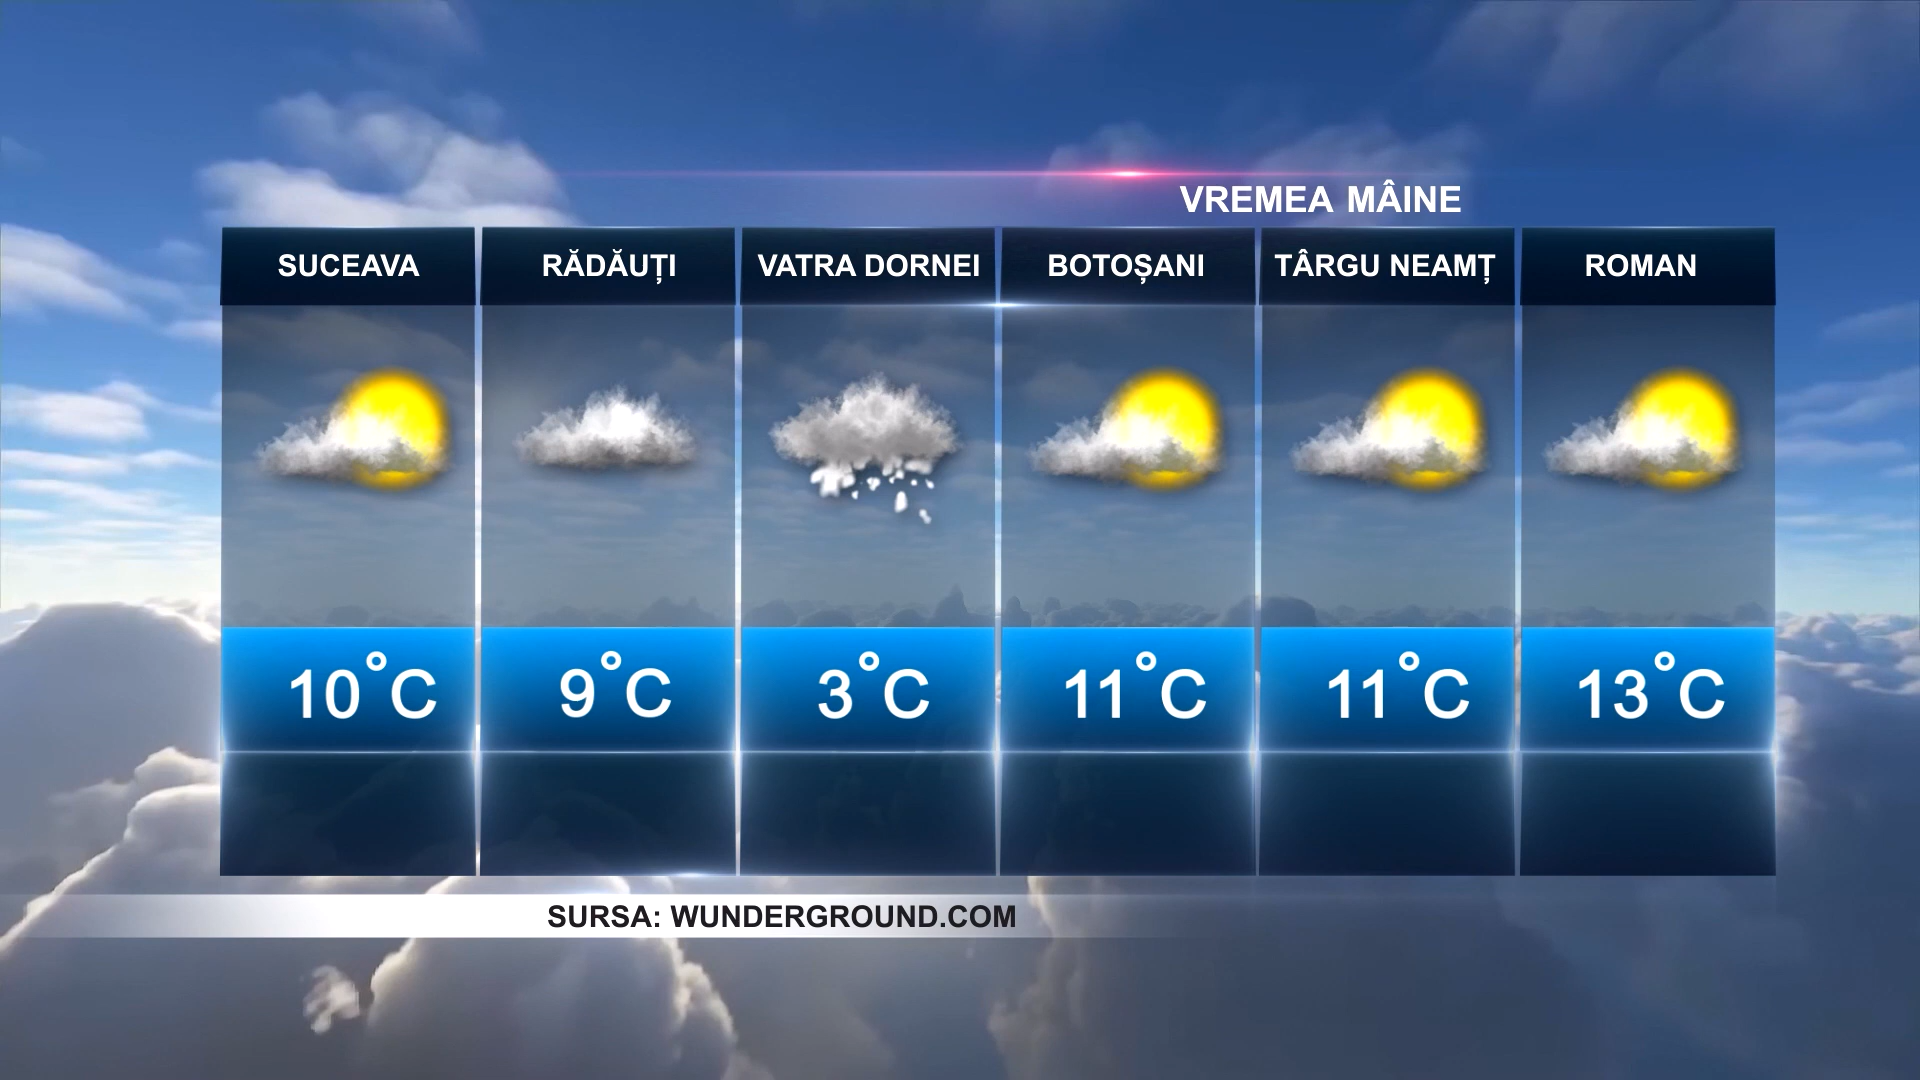 VREMEA MÂINE
SUCEAVA
RĂDĂUȚI
VATRA DORNEI
BOTOȘANI
TÂRGU NEAMȚ
ROMAN
10°C
9°C
3°C
11°C
11°C
13°C
SURSA: WUNDERGROUND.COM